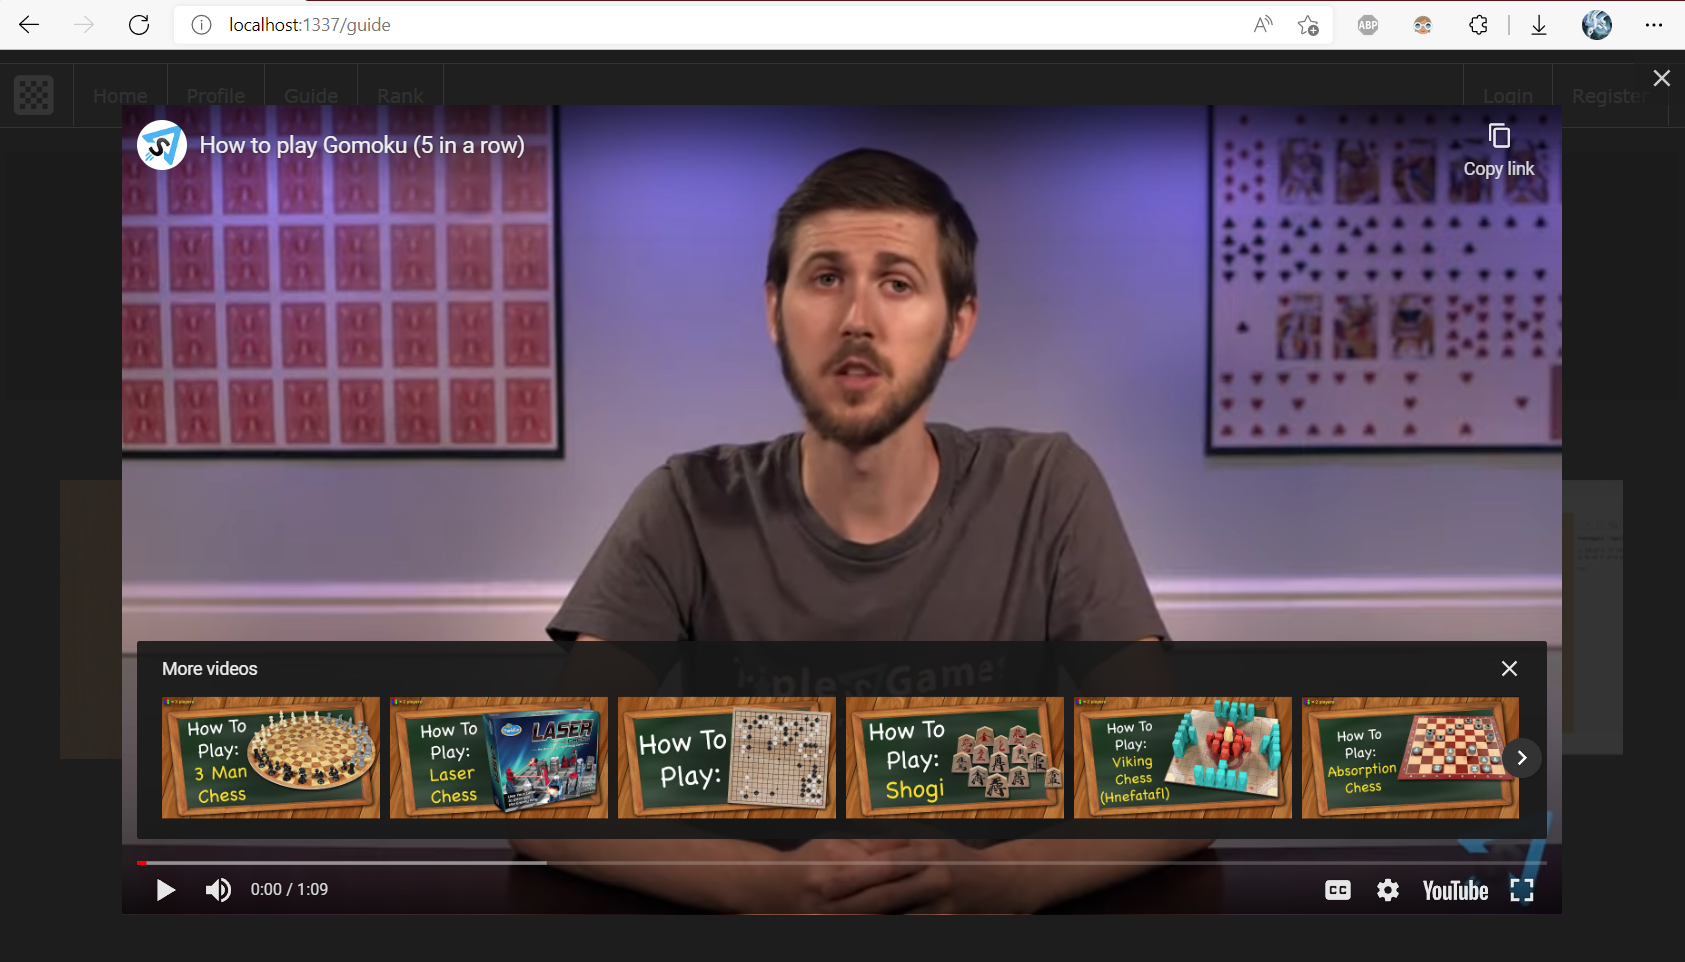 localhost:1337/guide
ABP
Home
Profile
Guide
Rank
Login
Register
How to play Gomoku (5 in a row)
Copy link
More videos
How To
Play:
3 Man
Chess
How To
Play:
Laser
Chess
LASER
How To
Play:
How To
Play:
Shogi
How To
Play:
Viking
Chess
(Hnefatafl)
How To
Play:
Absorption
Chess
0:00 / 1:09
CC
YouTube